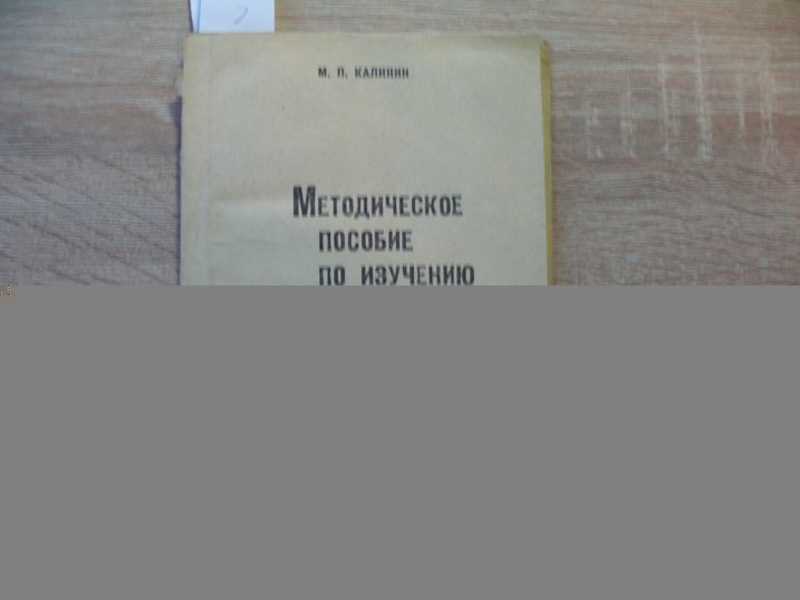 М. П. КАЛИНИН
МЕТОДИЧЕСКОЕ
ПОСОБИЕ
ПО ИЗУЧЕНИЮ